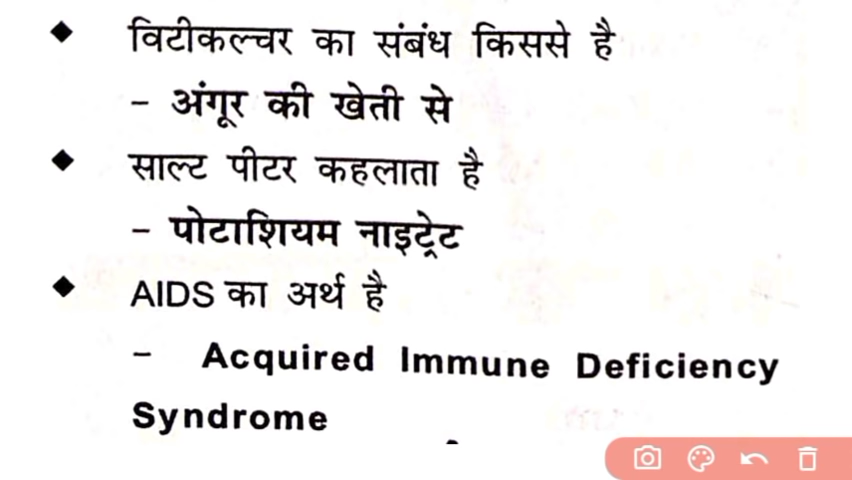 ◆ विटीकल्चर का संबंध किससे है
– अंगूर की खेती से
◆ साल्ट पीटर कहलाता है
– पोटाशियम नाइट्रेट
◆ AIDS का अर्थ है
– Acquired Immune Deficiency
Syndrome